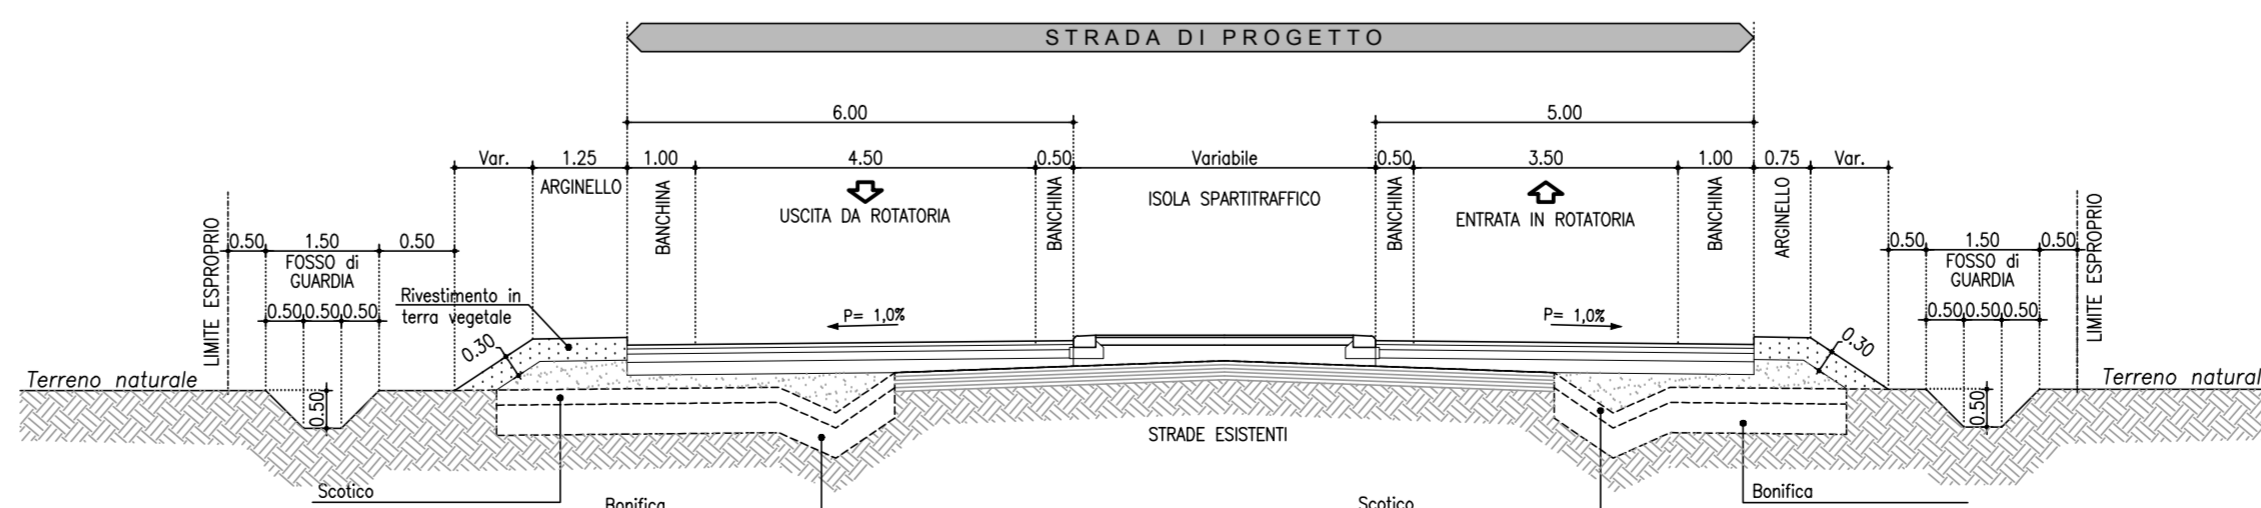 STRADA DI PROGETTO
6.00
5.00
Var.
1.25
1.00
4.50
0.50
Variabile
0.50
3.50
1.00
0.75
Var.
ARGINELLO
BANCHINA
USCITA DA ROTATORIA
BANCHINA
ISOLA SPARTITRAFFICO
BANCHINA
ENTRATA IN ROTATORIA
BANCHINA
ARGINELLO
LIMITE ESPROPRIO
0.50
1.50
0.50
FOSSO di
GUARDIA
0.50
0.50
0.50
0.50
1.50
0.50
FOSSO di
GUARDIA
0.50
0.50
0.50
LIMITE ESPROPRIO
Rivestimento in
terra vegetale
0.30
P= 1,0%
P= 1,0%
0.30
Terreno naturale
0.50
Terreno natural
0.50
STRADE ESISTENTI
Scotico
Bonifica
Scotico
Bonifica